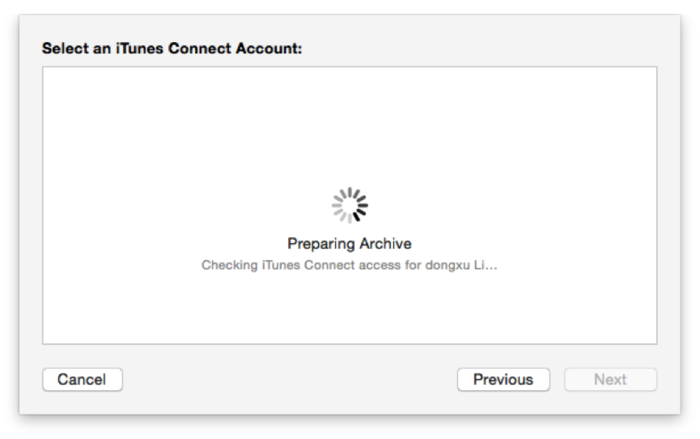 Select an iTunes Connect Account:
Preparing Archive
Checking iTunes Connect access for dongxu Li...
Cancel
Previous
Next